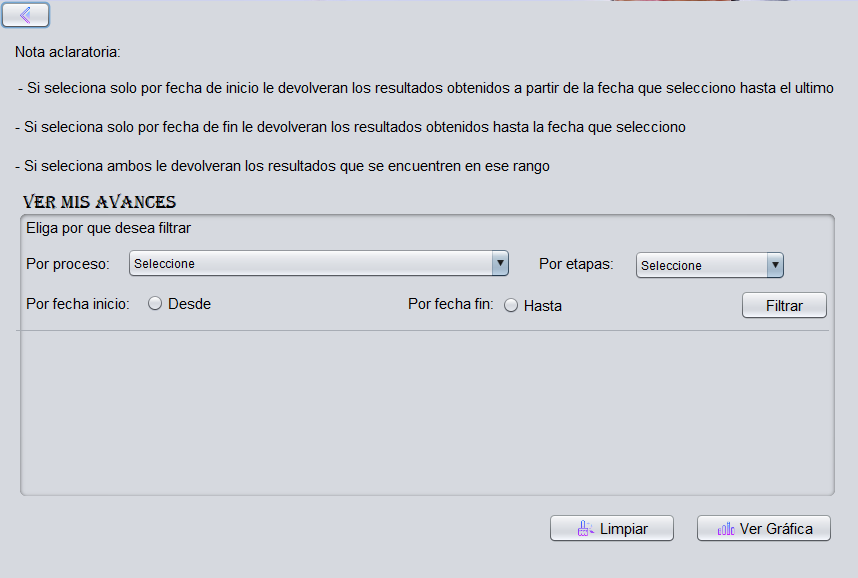 Nota aclaratoria:
- Si seleciona solo por fecha de inicio le devolveran los resultados obtenidos a partir de la fecha que selecciono hasta el ultimo
- Si seleciona solo por fecha de fin le devolveran los resultados obtenidos hasta la fecha que selecciono
- Si seleciona ambos le devolveran los resultados que se encuentren en ese rango
VER MIS AVANCES
Eliga por que desea filtrar
Por proceso: Seleccione Por etapas: Seleccione
Por fecha inicio: Desde Por fecha fin: Hasta Filtrar
Limpiar Ver Gráfica